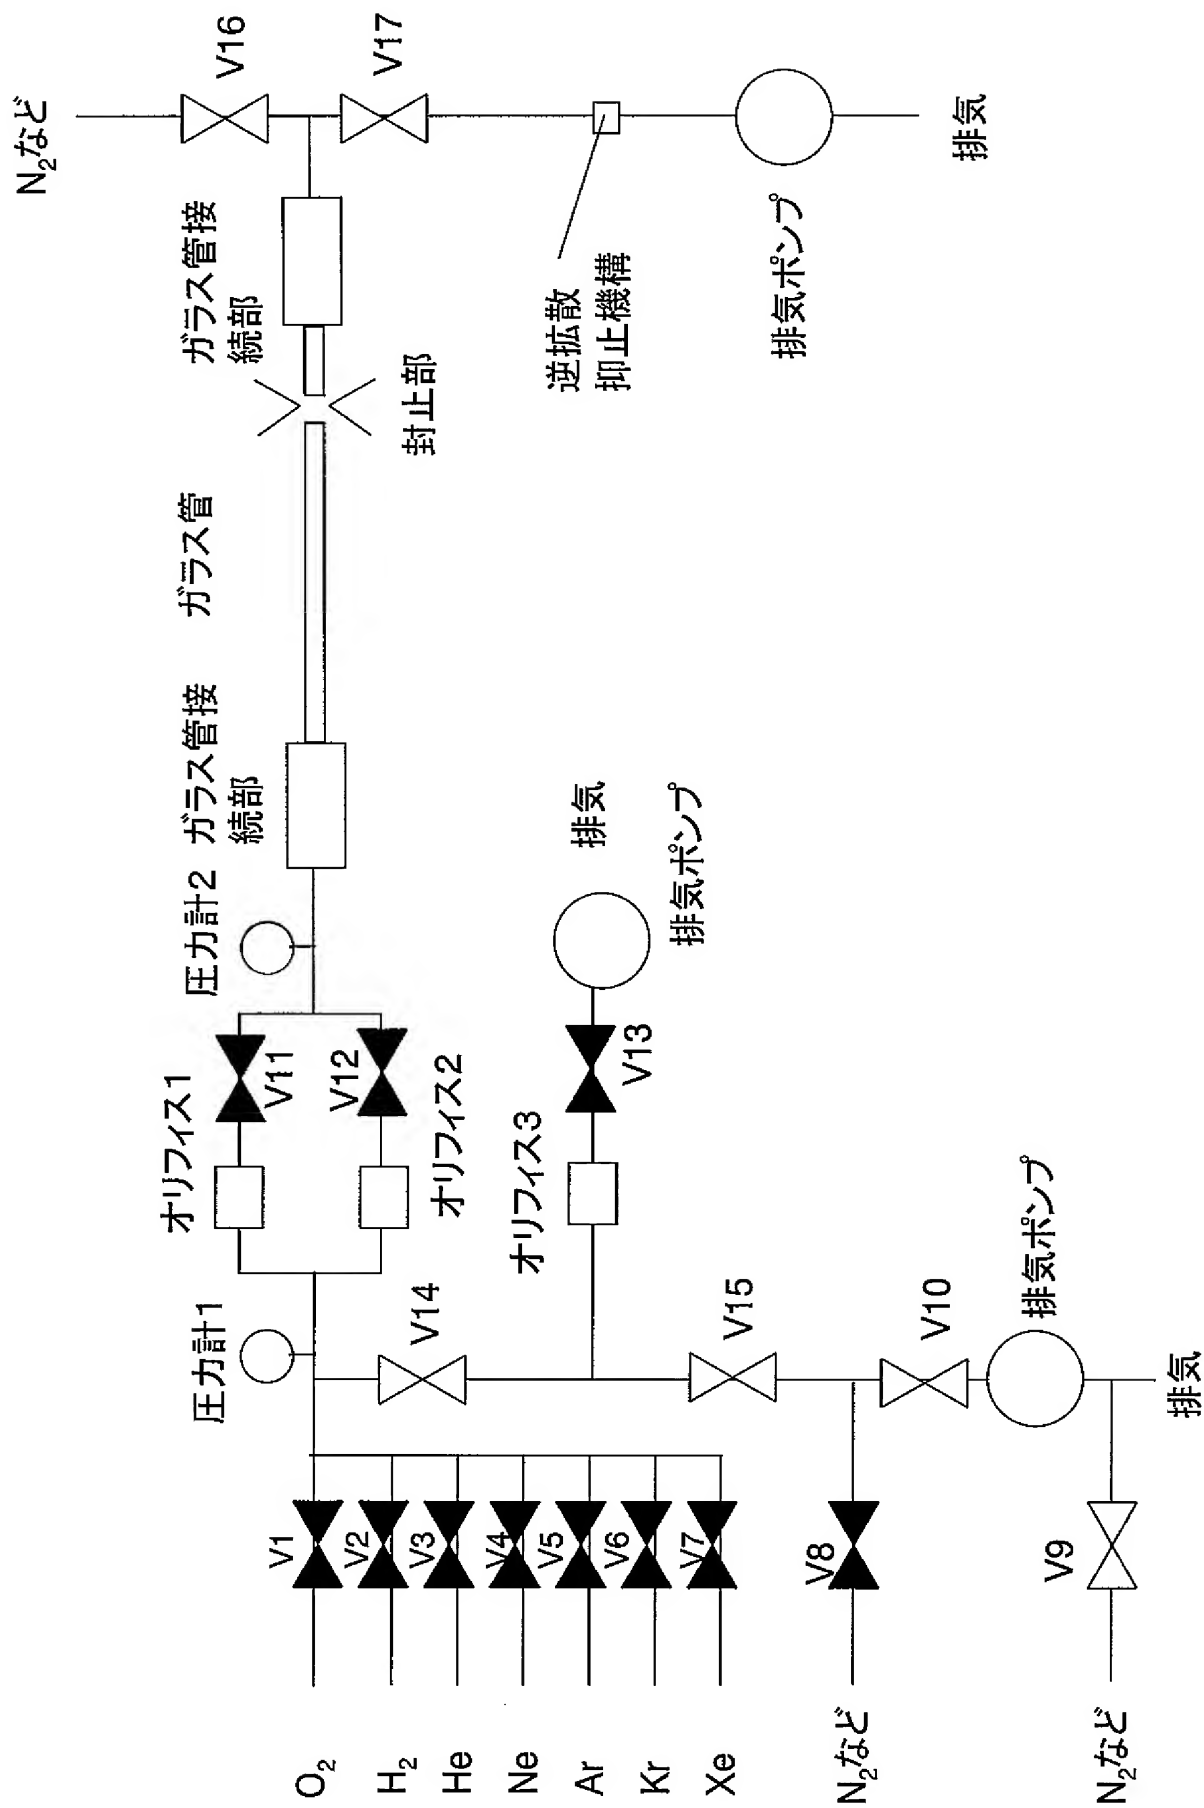 O₂
H₂
He
Ne
Ar
Kr
Xe
N₂など
N₂など
V1
V2
V3
V4
V5
V6
V7
V8
V9
圧力計1
V14
V15
V10
排気ポンプ
排気
オリフィス1
オリフィス2
オリフィス3
V11
V12
V13
排気
排気ポンプ
圧力計2
ガラス管接
続部
ガラス管
封止部
ガラス管接
続部
逆拡散
抑止機構
N₂など
V16
V17
排気ポンプ
排気